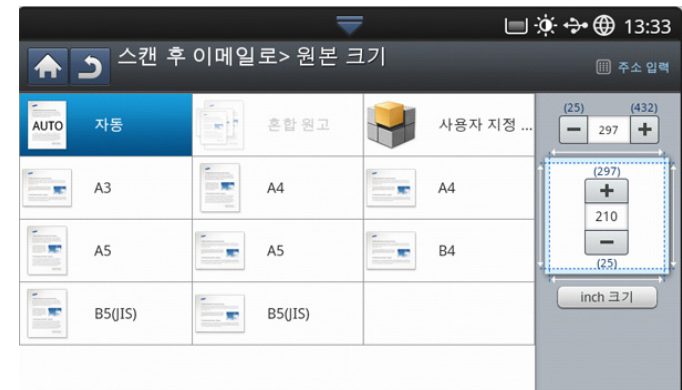 13:33
스캔 후 이메일로> 원본 크기
주소 입력
AUTO 자동 혼합 원고 사용자 지정 ...
A3 A4 A4
A5 A5 B4
B5(JIS) B5(JIS)
(25) (432)
297
(297)
210
(25)
inch 크기